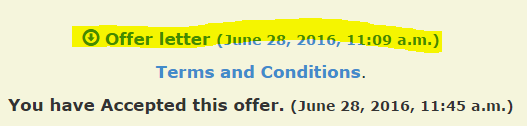 Offer letter (June 28, 2016, 11:09 a.m.)
Terms and Conditions.
You have Accepted this offer. (June 28, 2016, 11:45 a.m.)